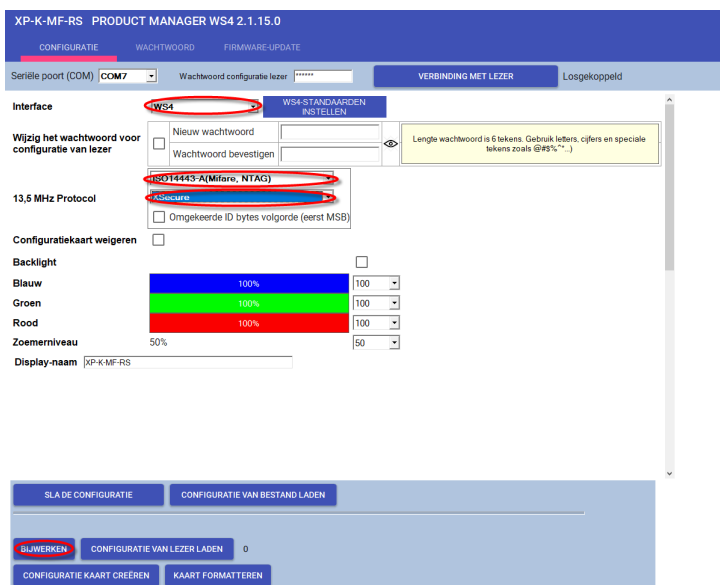 XP-K-MF-RS PRODUCT MANAGER WS4 2.1.15.0
CONFIGURATIE WACHTWOORD FIRMWARE-UPDATE
Seriële poort (COM) COM7 Wachtwoord configuratie lezer ****** VERBINDING MET LEZER Losgekoppeld
Interface WS4 WS4-STANDAARDEN
INSTELLEN
Wijzig het wachtwoord voor
configuratie van lezer
Nieuw wachtwoord
Wachtwoord bevestigen
Lengte wachtwoord is 6 tekens. Gebruik letters, cijfers en speciale
tekens zoals @#$%^*...)
13,5 MHz Protocol
ISO14443-A(Mifare, NTAG)
XSecure
Omgekeerde ID bytes volgorde (eerst MSB)
Configuratiekaart weigeren
Backlight
Blauw 100% 100
Groen 100% 100
Rood 100% 100
Zoemerniveau 50% 50
Display-naam XP-K-MF-RS
SLA DE CONFIGURATIE CONFIGURATIE VAN BESTAND LADEN
BIJWERKEN CONFIGURATIE VAN LEZER LADEN 0
CONFIGURATIE KAART CREËREN KAART FORMATTEREN